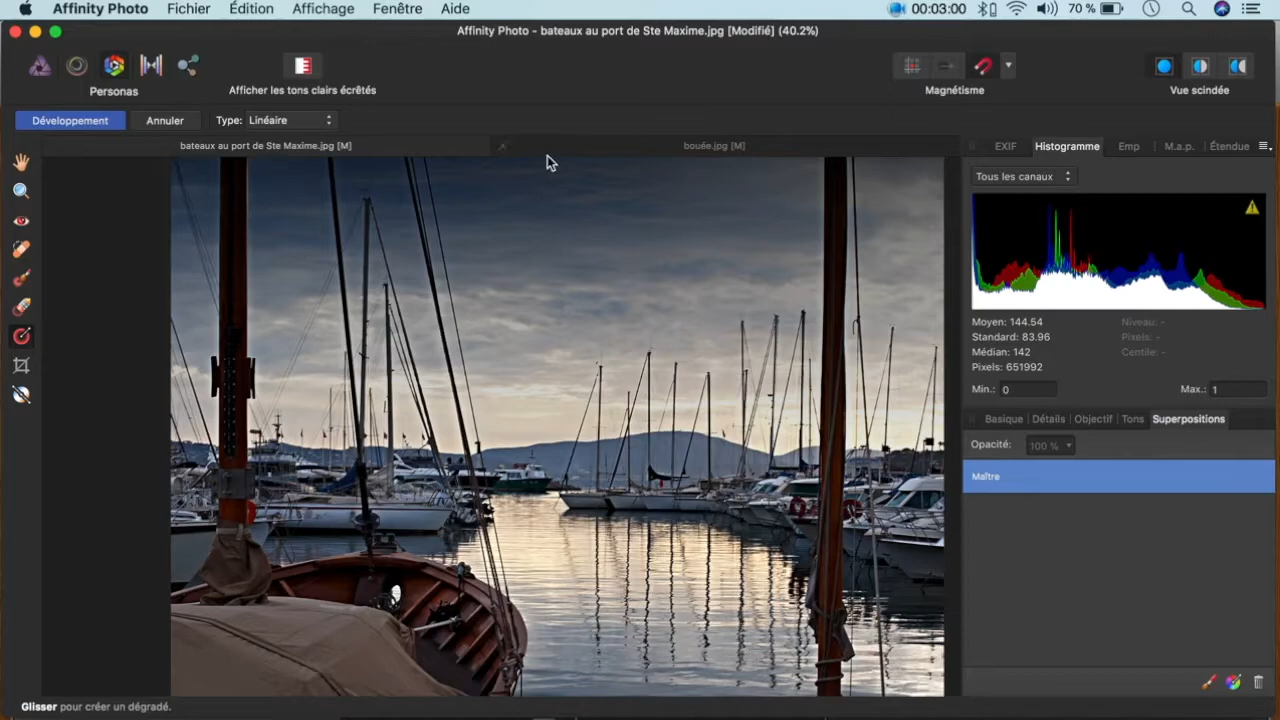 Affinity Photo Fichier Édition Affichage Fenêtre Aide 00:03:00 70 %
Affinity Photo - bateaux au port de Ste Maxime.jpg [Modifié] (40.2%)
Personas Afficher les tons clairs écrêtés Magnétisme Vue scindée
Développement Annuler Type: Linéaire
bateaux au port de Ste Maxime.jpg [M] bouée.jpg [M]
EXIF Histogramme Emp M.a.p. Étendue
Tous les canaux
Moyen: 144.54 Niveau: -
Standard: 83.96 Pixels: -
Médian: 142 Centile: -
Pixels: 651992
Min.: 0 Max.: 1
Basique Détails Objectif Tons Superpositions
Opacité: 100 %
Maître
Glisser pour créer un dégradé.